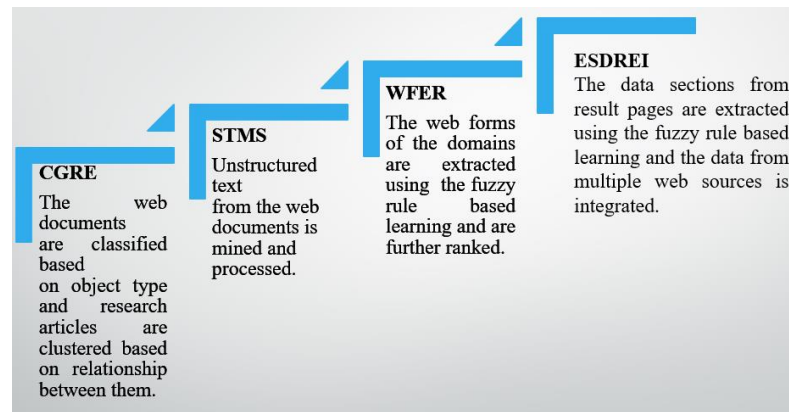 CGRE
The web
documents
are classified
based
on object type
and research
articles are
clustered based
on relationship
between them.
STMS
Unstructured
text
from the web
documents is
mined and
processed.
WFER
The web forms
of the domains
are extracted
using the fuzzy
rule based
learning and are
further ranked.
ESDREI
The data sections from
result pages are extracted
using the fuzzy rule based
learning and the data from
multiple web sources is
integrated.